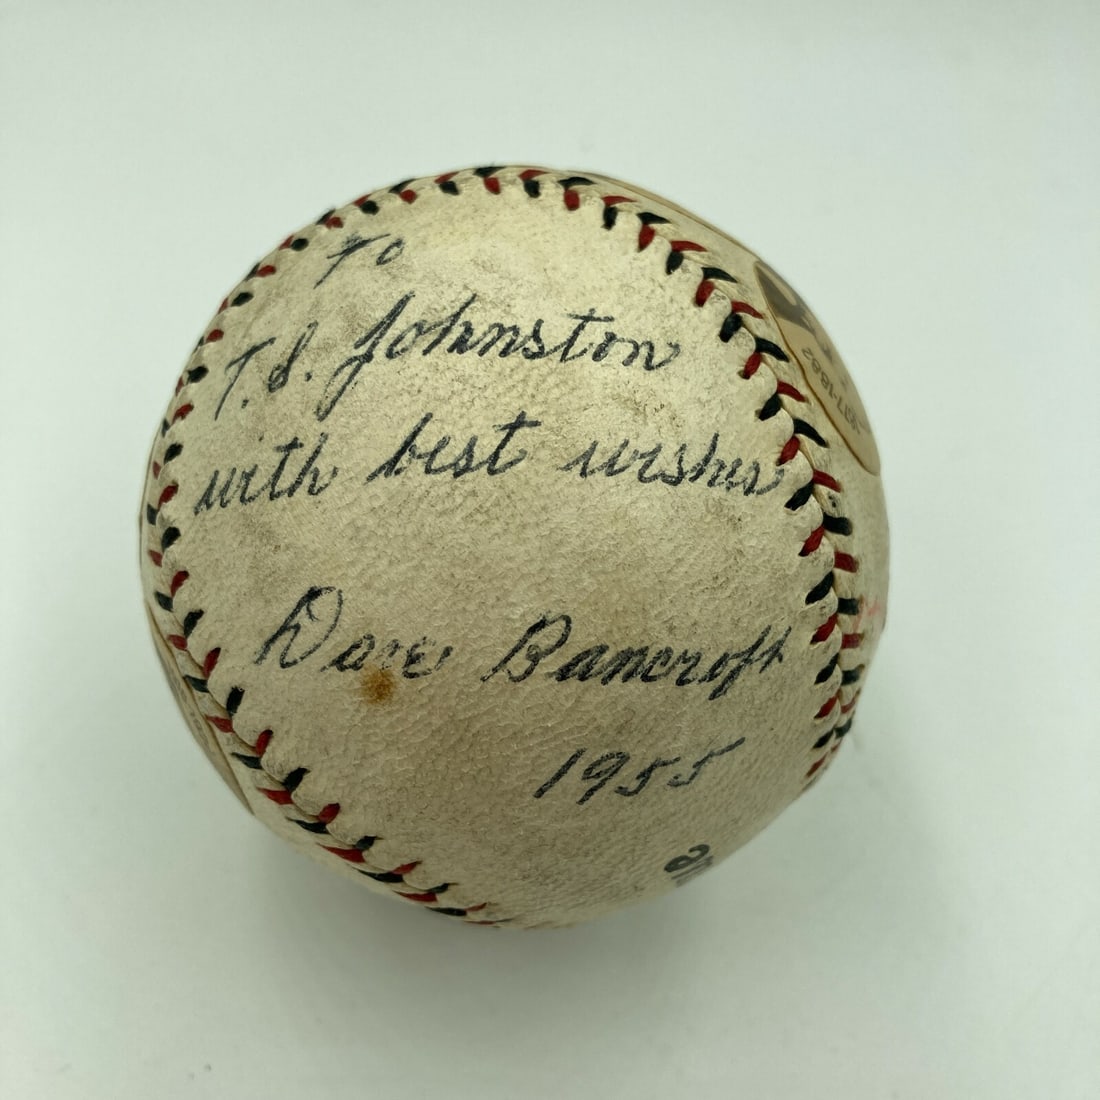 To
T.S. Johnston
with best wishes
Dave Bancroft
1955